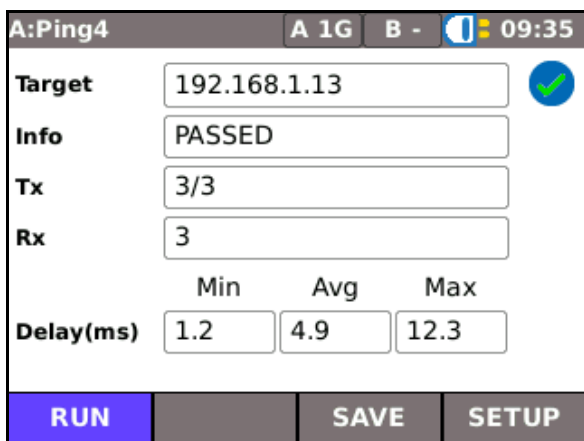 A:Ping4 A 1G B - 09:35
Target 192.168.1.13
Info PASSED
Tx 3/3
Rx 3
Min Avg Max
Delay(ms) 1.2 4.9 12.3
RUN SAVE SETUP